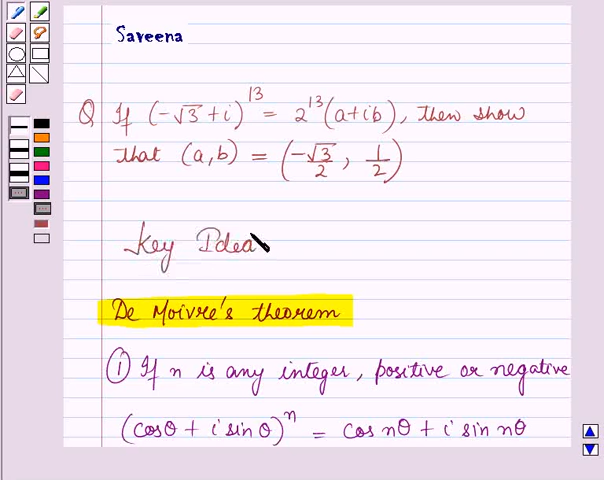 Saveena
Q If (-√3+i)^13 = 2^13(a+ib), then show
that (a,b) = (-√3/2, 1/2)
Key Idea
De Moivre's theorem
① If n is any integer, positive or negative
(cosθ + i sin θ)^n = cos nθ + i sin nθ